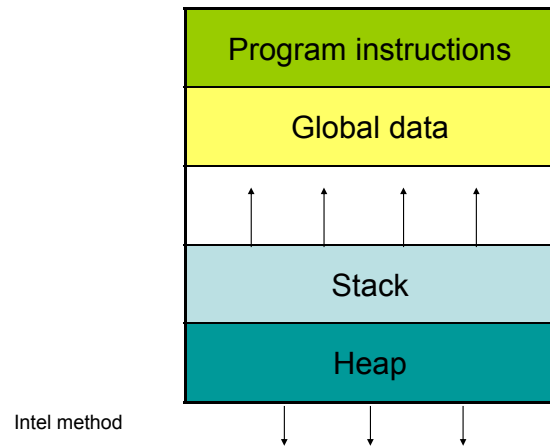 Program instructions
Global data
Stack
Heap
Intel method